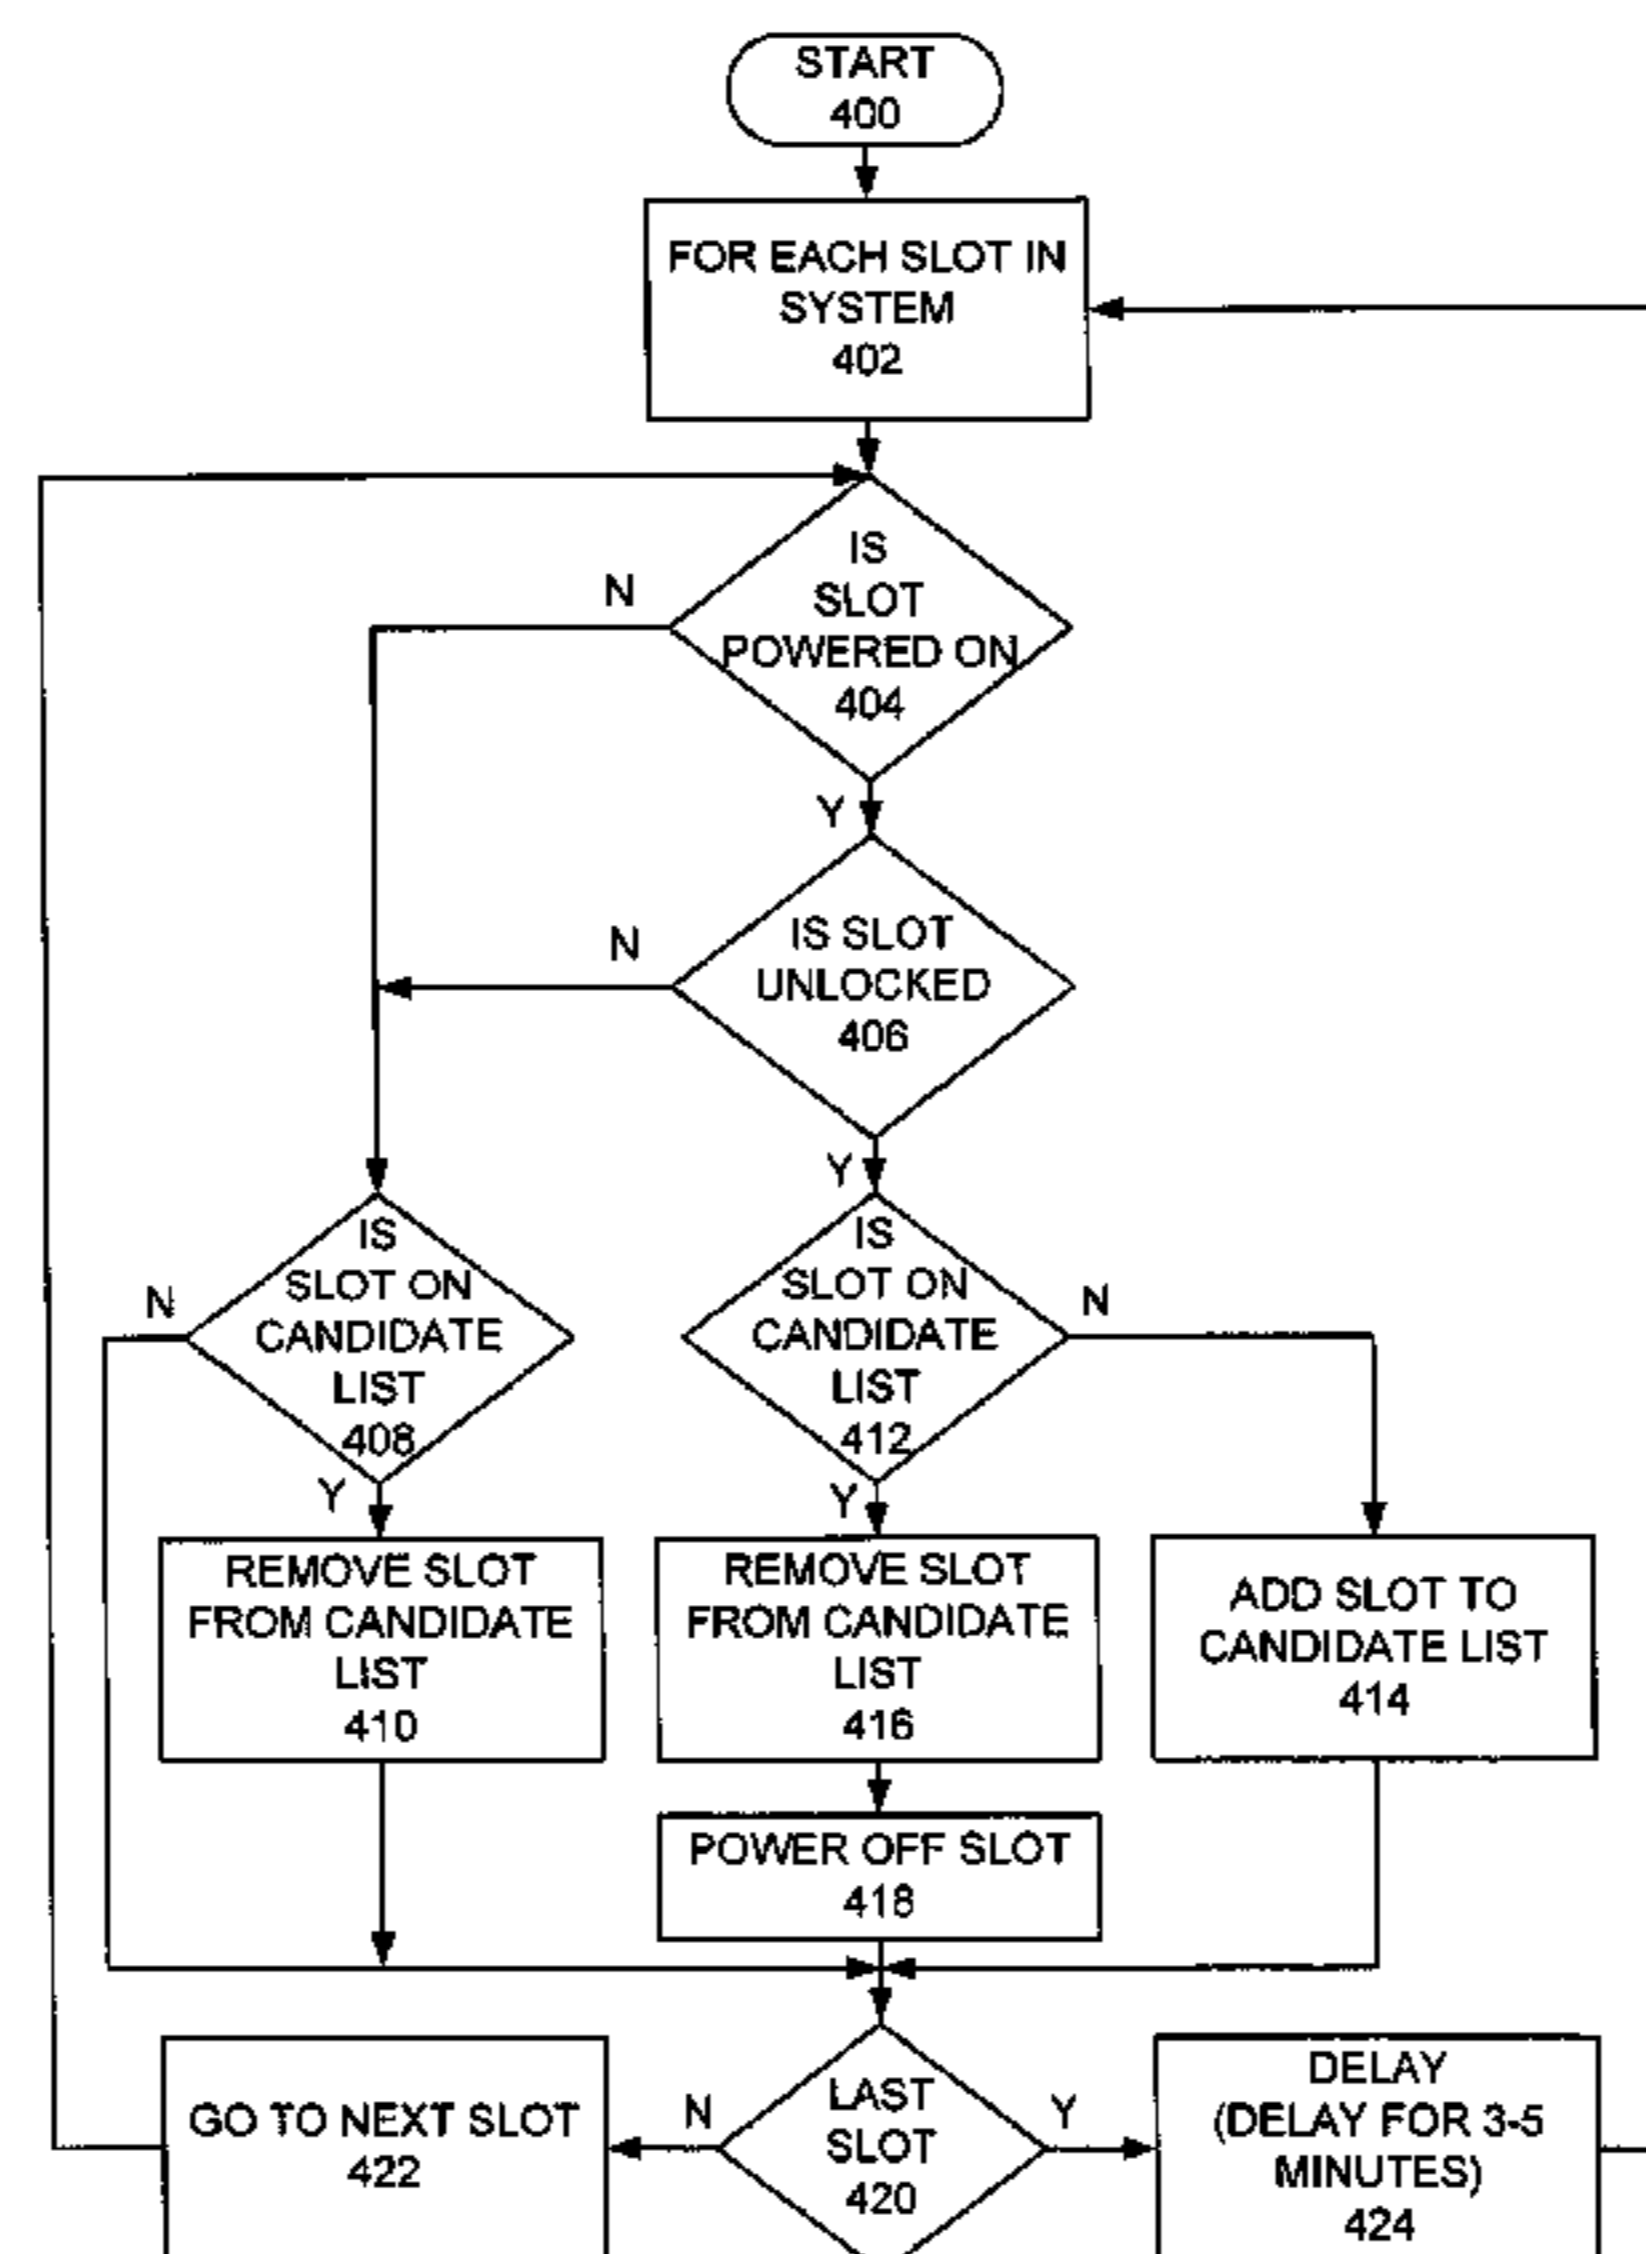 START
400
FOR EACH SLOT IN
SYSTEM
402
IS
SLOT
POWERED ON
404
N
Y
IS SLOT
UNLOCKED
406
N
Y
IS
SLOT ON
CANDIDATE
LIST
408
N
Y
IS
SLOT ON
CANDIDATE
LIST
412
N
Y
REMOVE SLOT
FROM CANDIDATE
LIST
410
REMOVE SLOT
FROM CANDIDATE
LIST
416
ADD SLOT TO
CANDIDATE LIST
414
POWER OFF SLOT
418
GO TO NEXT SLOT
422
N
LAST
SLOT
420
Y
DELAY
(DELAY FOR 3-5
MINUTES)
424